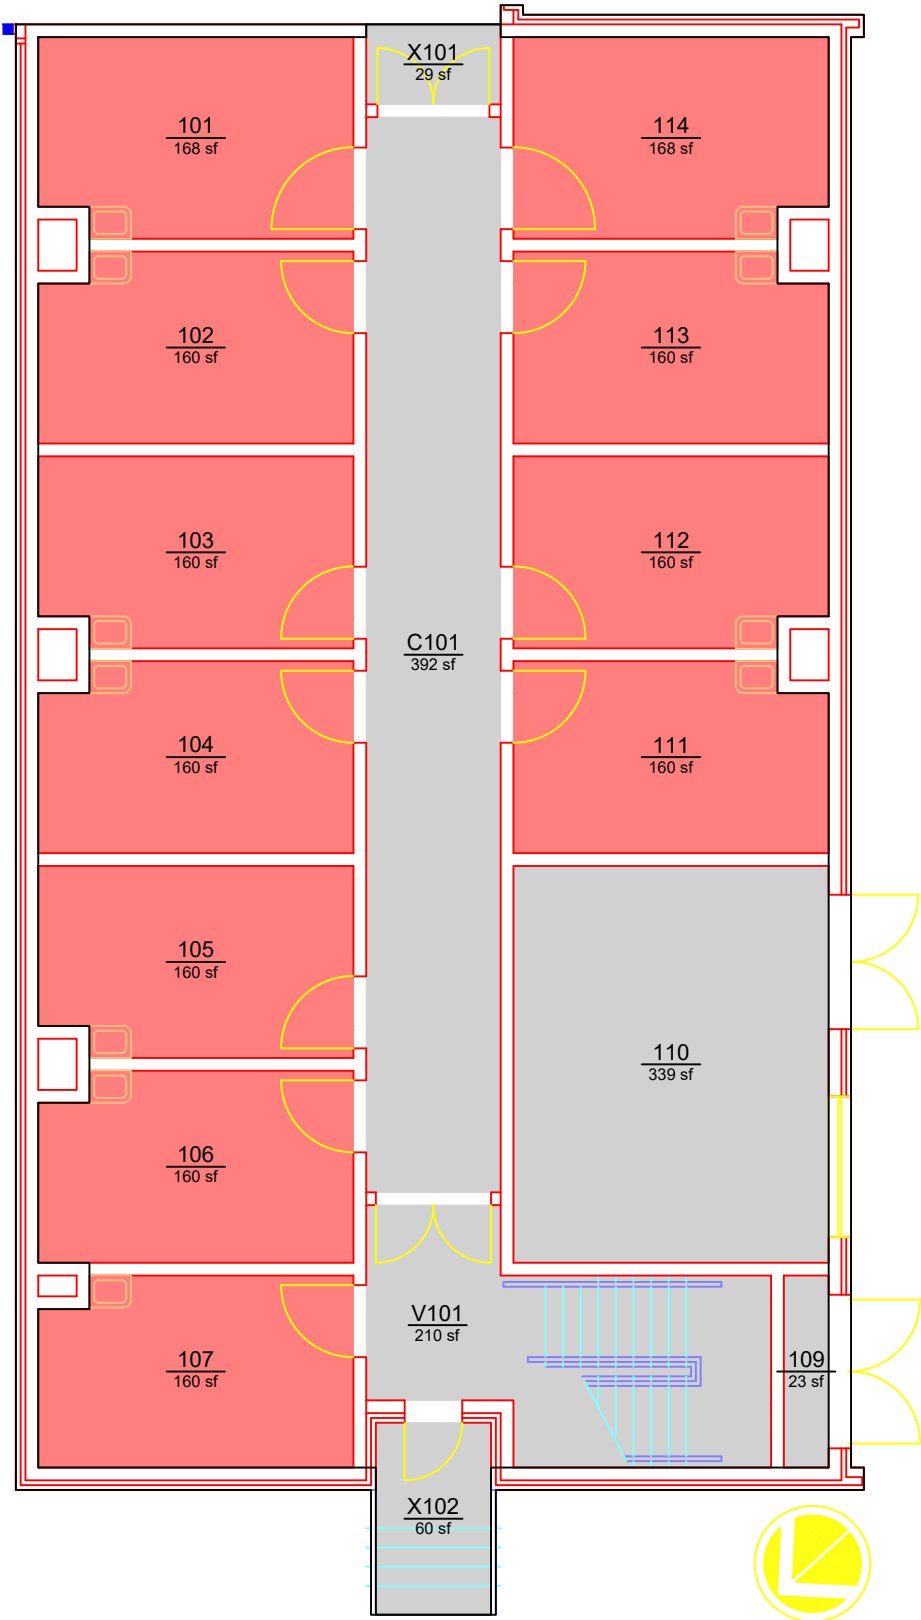 X101
29 sf
101
168 sf
114
168 sf
102
160 sf
113
160 sf
103
160 sf
112
160 sf
C101
392 sf
104
160 sf
111
160 sf
105
160 sf
110
339 sf
106
160 sf
V101
210 sf
107
160 sf
109
23 sf
X102
60 sf